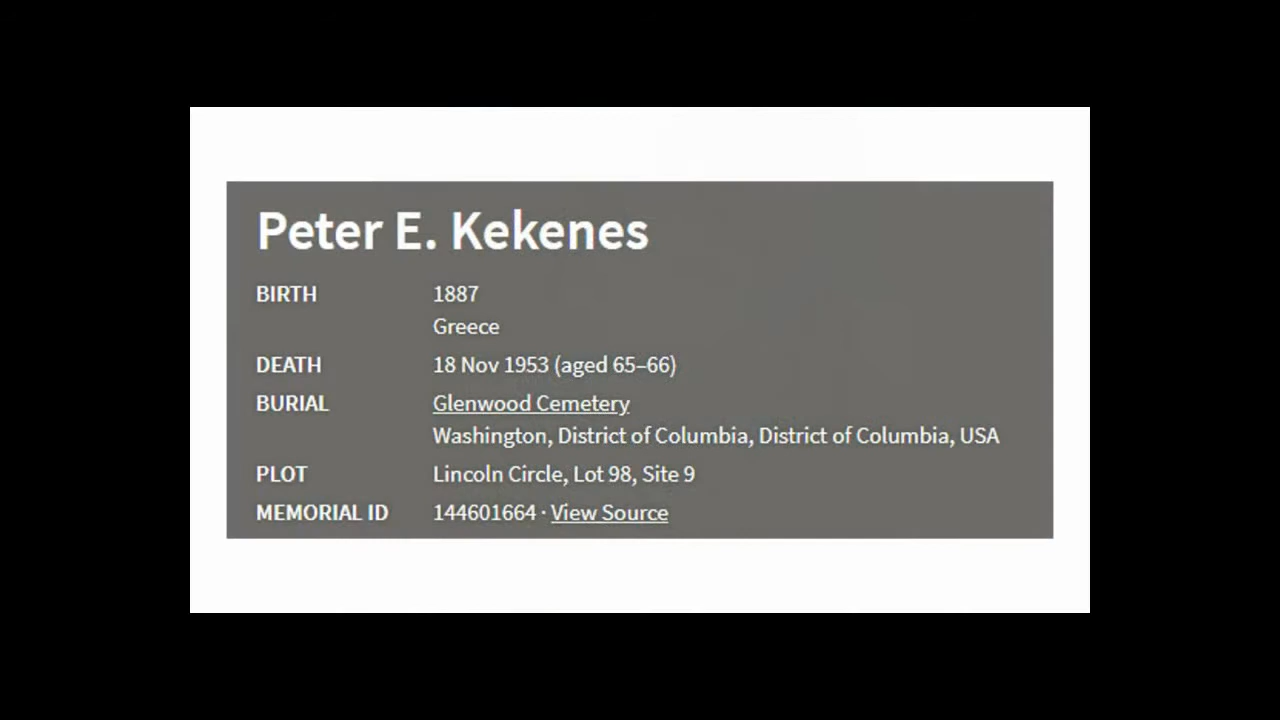 Peter E. Kekenes
BIRTH 1887
Greece
DEATH 18 Nov 1953 (aged 65–66)
BURIAL Glenwood Cemetery
Washington, District of Columbia, District of Columbia, USA
PLOT Lincoln Circle, Lot 98, Site 9
MEMORIAL ID 144601664 · View Source